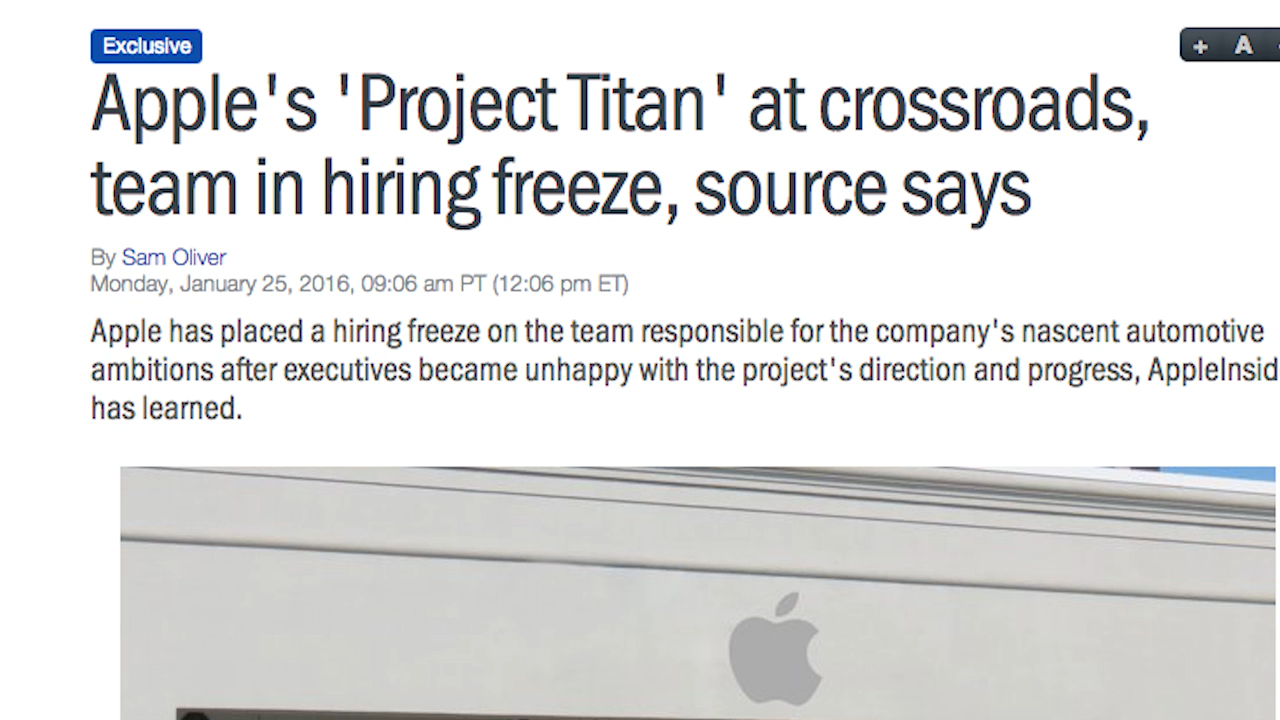 Exclusive
+ A
Apple's 'Project Titan' at crossroads,
team in hiring freeze, source says
By Sam Oliver
Monday, January 25, 2016, 09:06 am PT (12:06 pm ET)
Apple has placed a hiring freeze on the team responsible for the company's nascent automotive
ambitions after executives became unhappy with the project's direction and progress, AppleInsid
has learned.